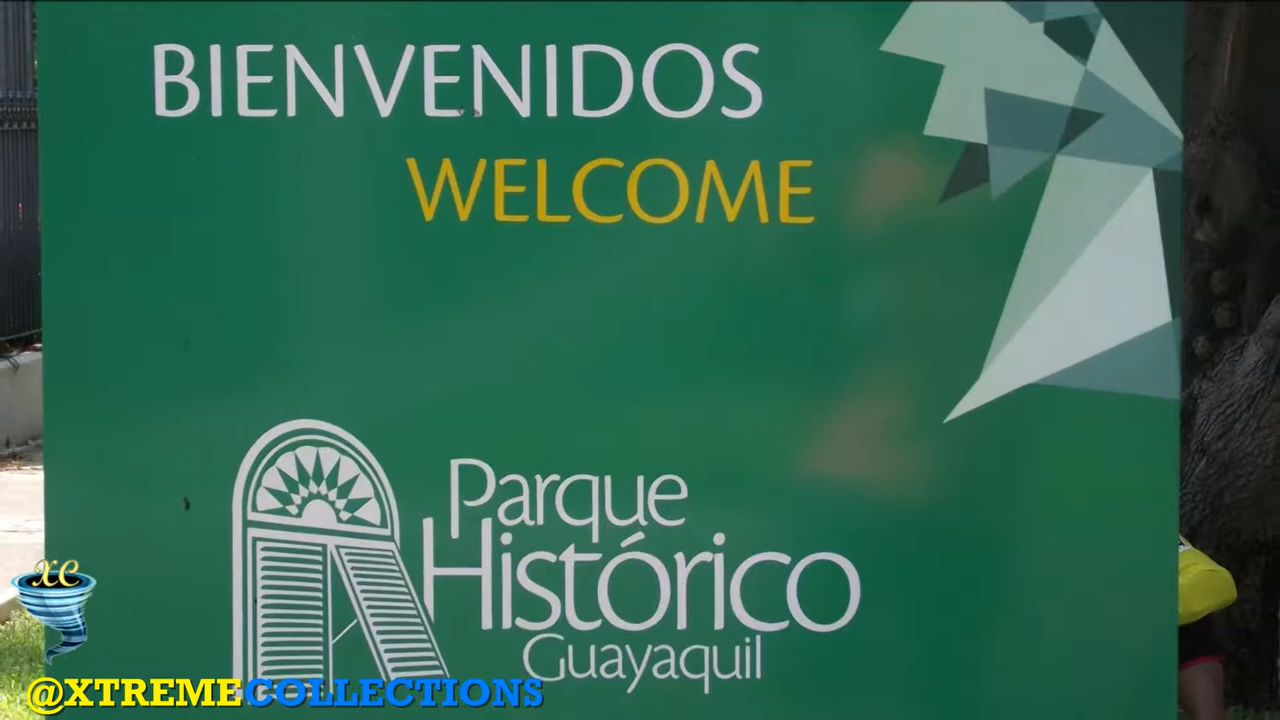 BIENVENIDOS
WELCOME
Parque
Histórico
Guayaquil
XC
@XTREMECOLLECTIONS